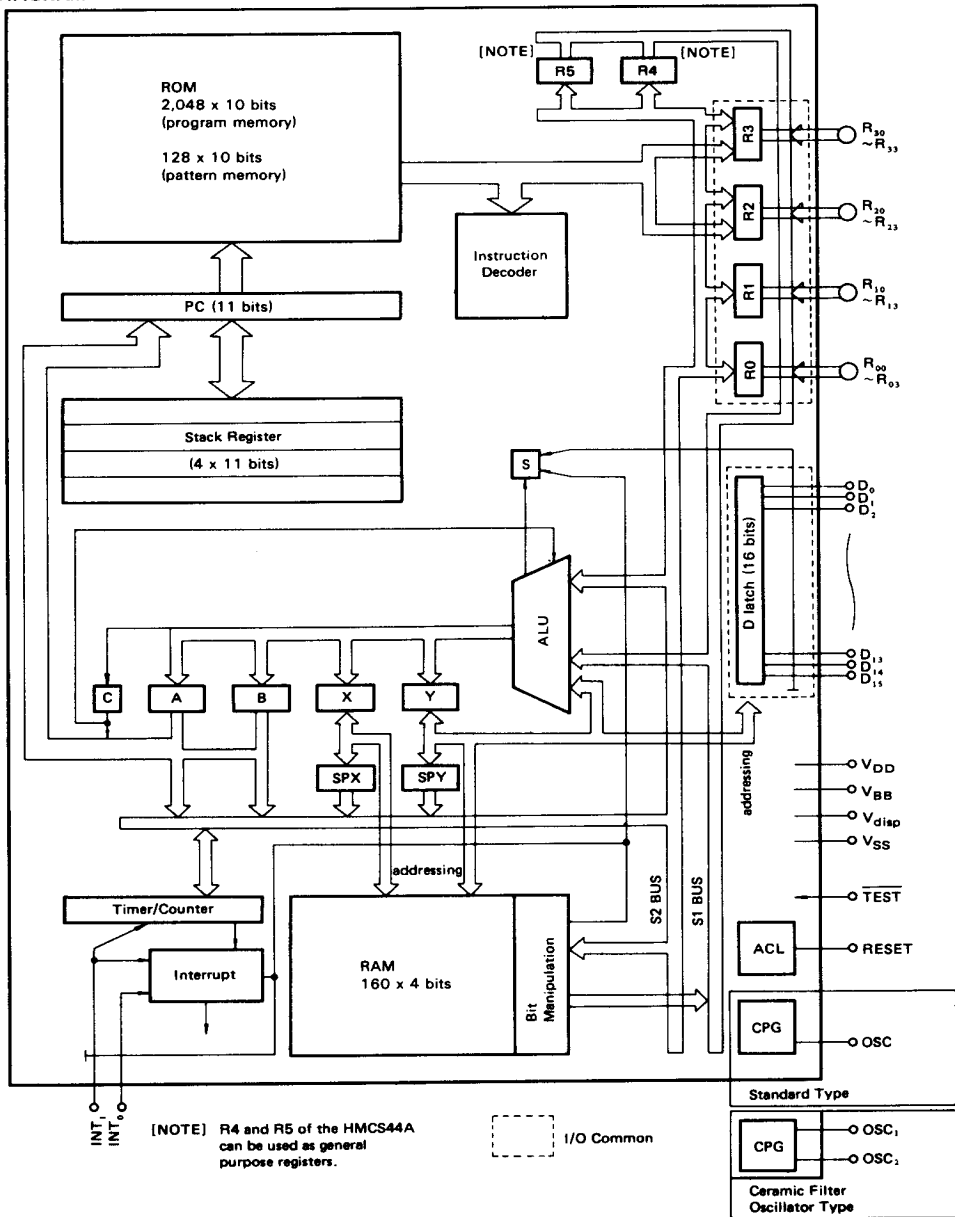 ROM
2,048 x 10 bits
(program memory)
128 x 10 bits
(pattern memory)
[NOTE]
[NOTE]
R5
R4
R3
R2
R1
R0
R₃₀
~R₃₃
R₂₀
~R₂₃
R₁₀
~R₁₃
R₀₀
~R₀₃
Instruction
Decoder
PC (11 bits)
Stack Register
(4 x 11 bits)
S
ALU
D latch (16 bits)
D₀
D₁
D₂
D₁₃
D₁₄
D₁₅
C
A
B
X
Y
SPX
SPY
addressing
addressing
V_DD
V_BB
V_disp
V_SS
TEST
RESET
ACL
Timer/Counter
Interrupt
RAM
160 x 4 bits
Bit Manipulation
S2 BUS
S1 BUS
CPG
OSC
Standard Type
CPG
OSC₁
OSC₂
Ceramic Filter
Oscillator Type
INT₁
INT₀
[NOTE] R4 and R5 of the HMCS44A
can be used as general
purpose registers.
I/O Common